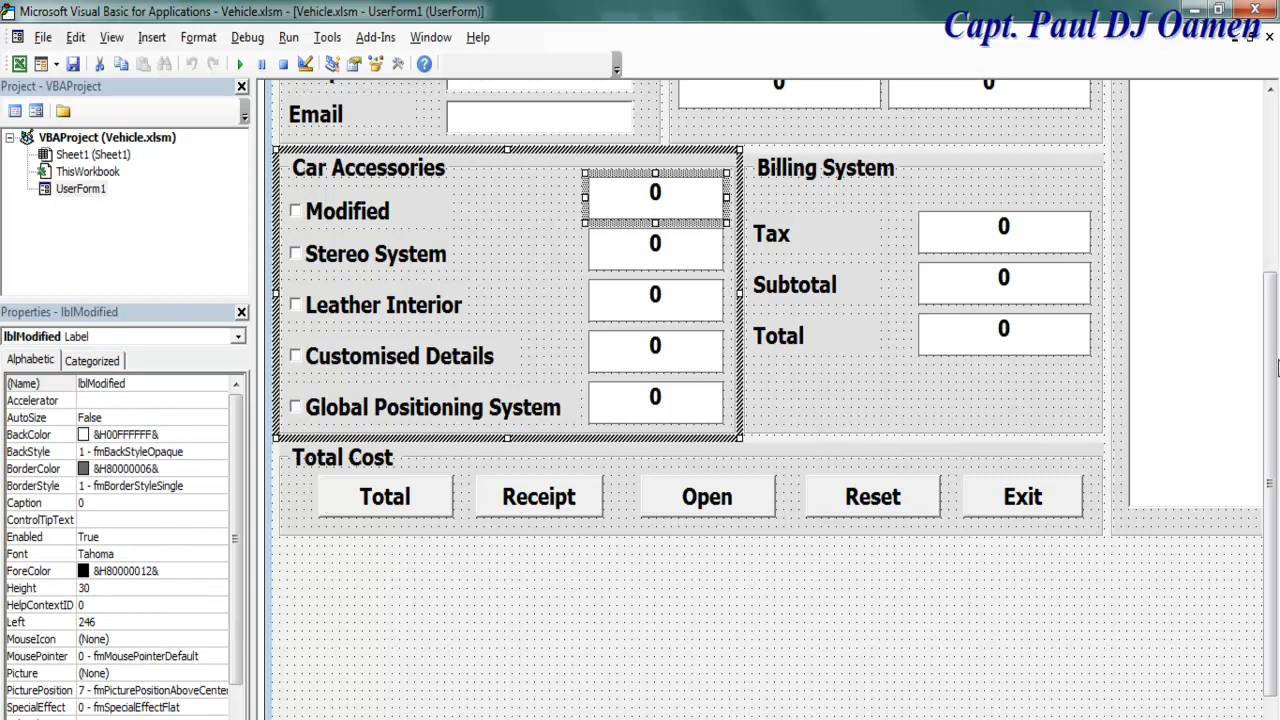 Microsoft Visual Basic for Applications - Vehicle.xlsm - [Vehicle.xlsm - UserForm1 (UserForm)]
Capt. Paul DJ Oamen
File Edit View Insert Format Debug Run Tools Add-Ins Window Help
Project - VBAProject
VBAProject (Vehicle.xlsm)
Sheet1 (Sheet1)
ThisWorkbook
UserForm1
Properties - lblModified
lblModified Label
Alphabetic Categorized
(Name) lblModified
Accelerator
AutoSize False
BackColor &H00FFFFFF&
BackStyle 1 - fmBackStyleOpaque
BorderColor &H80000006&
BorderStyle 1 - fmBorderStyleSingle
Caption 0
ControlTipText
Enabled True
Font Tahoma
ForeColor &H80000012&
Height 30
HelpContextID 0
Left 246
MouseIcon (None)
MousePointer 0 - fmMousePointerDefault
Picture (None)
PicturePosition 7 - fmPicturePositionAboveCenter
SpecialEffect 0 - fmSpecialEffectFlat
0 0
Email
Car Accessories
Modified 0
Stereo System 0
Leather Interior 0
Customised Details 0
Global Positioning System 0
Billing System
Tax 0
Subtotal 0
Total 0
Total Cost
Total Receipt Open Reset Exit